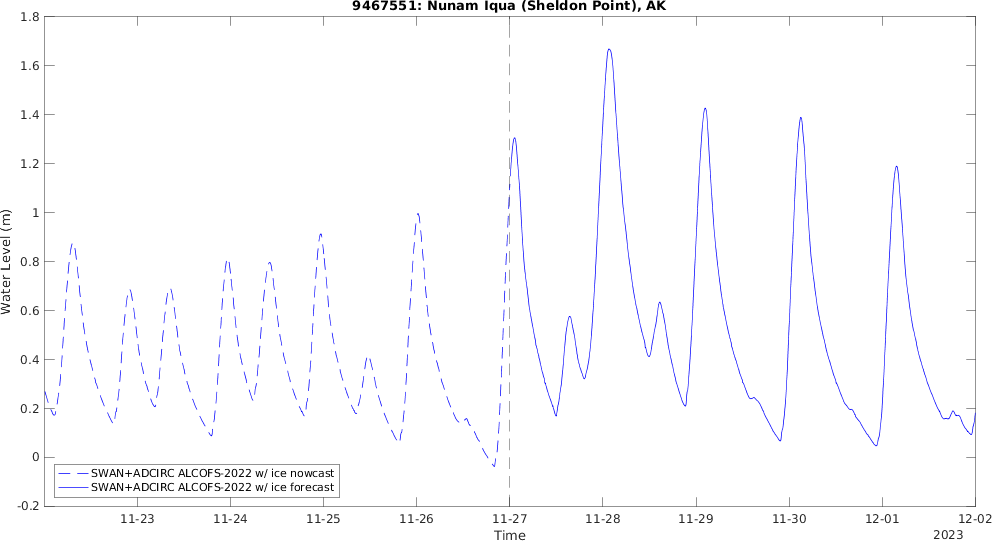 9467551: Nunam Iqua (Sheldon Point), AK
1.8
1.6
1.4
1.2
1
0.8
0.6
0.4
0.2
0
-0.2
Water Level (m)
SWAN+ADCIRC ALCOFS-2022 w/ ice nowcast
SWAN+ADCIRC ALCOFS-2022 w/ ice forecast
11-23 11-24 11-25 11-26 11-27 11-28 11-29 11-30 12-01 12-02
Time
2023